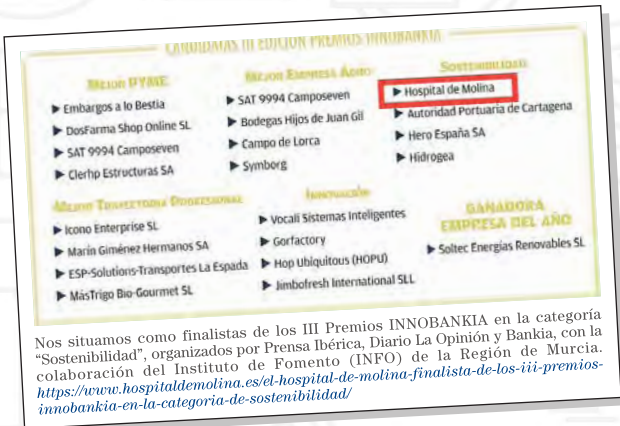 CANDIDATAS III EDICIÓN PREMIOS INNOBANKIA
MEJOR PYME
▶ Embargos a lo Bestia
▶ DosFarma Shop Online SL
▶ SAT 9994 Camposeven
▶ Clerhp Estructuras SA
MEJOR EMPRESA AGRO
▶ SAT 9994 Camposeven
▶ Bodegas Hijos de Juan Gil
▶ Campo de Lorca
▶ Symborg
SOSTENIBILIDAD
▶ Hospital de Molina
▶ Autoridad Portuaria de Cartagena
▶ Hero España SA
▶ Hidrogea
MEJOR TRAYECTORIA PROFESIONAL
▶ Icono Enterprise SL
▶ Marín Giménez Hermanos SA
▶ ESP-Solutions-Transportes La Espada
▶ MásTrigo Bio-Gourmet SL
INNOVACIÓN
▶ Vocali Sistemas Inteligentes
▶ Gorfactory
▶ Hop Ubiquitous (HOPU)
▶ Jimbofresh International SLL
GANADORA
EMPRESA DEL AÑO
▶ Soltec Energías Renovables SL
Nos situamos como finalistas de los III Premios INNOBANKIA en la categoría
“Sostenibilidad”, organizados por Prensa Ibérica, Diario La Opinión y Bankia, con la
colaboración del Instituto de Fomento (INFO) de la Región de Murcia.
https://www.hospitaldemolina.es/el-hospital-de-molina-finalista-de-los-iii-premios-
innobankia-en-la-categoria-de-sostenibilidad/